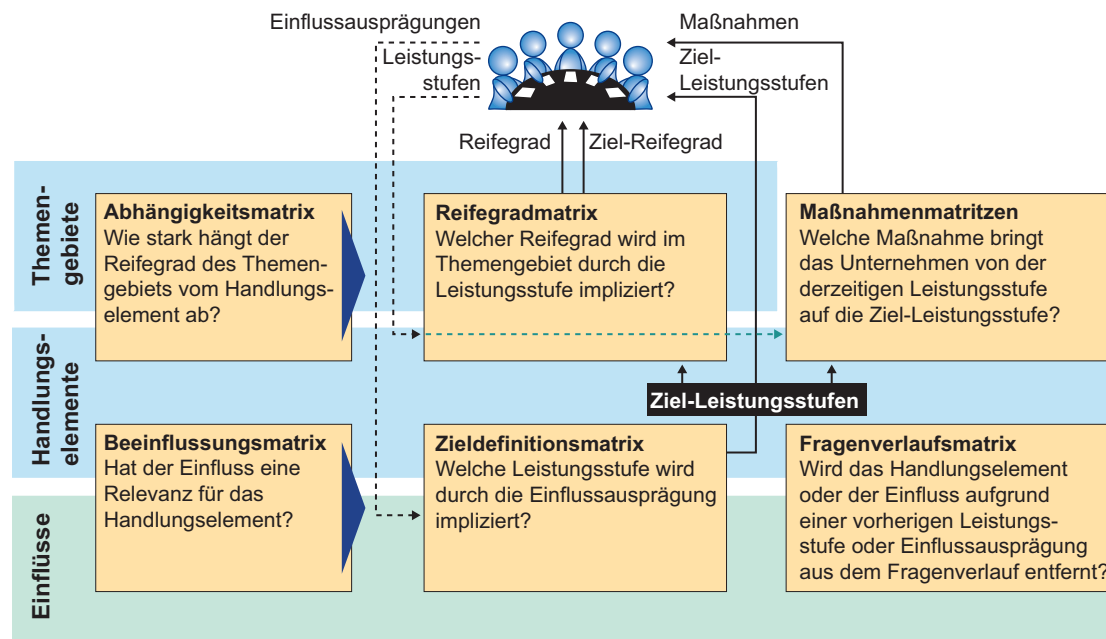 Einflussausprägungen
Leistungs-
stufen
Maßnahmen
Ziel-
Leistungsstufen
Reifegrad
Ziel-Reifegrad
Themen-
gebiete
Abhängigkeitsmatrix
Wie stark hängt der
Reifegrad des Themen-
gebiets vom Handlungs-
element ab?
Reifegradmatrix
Welcher Reifegrad wird im
Themengebiet durch die
Leistungsstufe impliziert?
Maßnahmenmatritzen
Welche Maßnahme bringt
das Unternehmen von der
derzeitigen Leistungsstufe
auf die Ziel-Leistungsstufe?
Handlungs-
elemente
Ziel-Leistungsstufen
Beeinflussungsmatrix
Hat der Einfluss eine
Relevanz für das
Handlungselement?
Zieldefinitionsmatrix
Welche Leistungsstufe wird
durch die Einflussausprägung
impliziert?
Fragenverlaufsmatrix
Wird das Handlungselement
oder der Einfluss aufgrund
einer vorherigen Leistungs-
stufe oder Einflussausprägung
aus dem Fragenverlauf entfernt?
Einflüsse